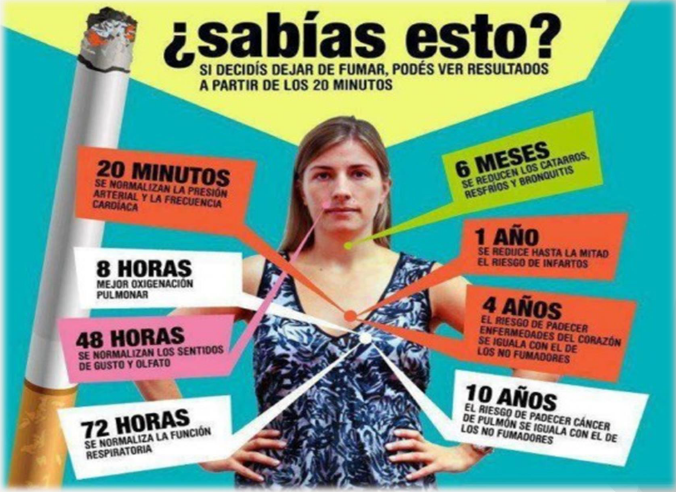 ¿sabías esto?
SI DECIDÍS DEJAR DE FUMAR, PODÉS VER RESULTADOS
A PARTIR DE LOS 20 MINUTOS
20 MINUTOS
SE NORMALIZAN LA PRESIÓN
ARTERIAL Y LA FRECUENCIA
CARDÍACA
8 HORAS
MEJOR OXIGENACIÓN
PULMONAR
48 HORAS
SE NORMALIZAN LOS SENTIDOS
DE GUSTO Y OLFATO
72 HORAS
SE NORMALIZA LA FUNCIÓN
RESPIRATORIA
6 MESES
SE REDUCEN LOS CATARROS,
RESFRÍOS Y BRONQUITIS
1 AÑO
SE REDUCE HASTA LA MITAD
EL RIESGO DE INFARTOS
4 AÑOS
EL RIESGO DE PADECER
ENFERMEDADES DEL CORAZÓN
SE IGUALA CON EL DE
LOS NO FUMADORES
10 AÑOS
EL RIESGO DE PADECER CÁNCER
DE PULMÓN SE IGUALA CON EL DE
LOS NO FUMADORES